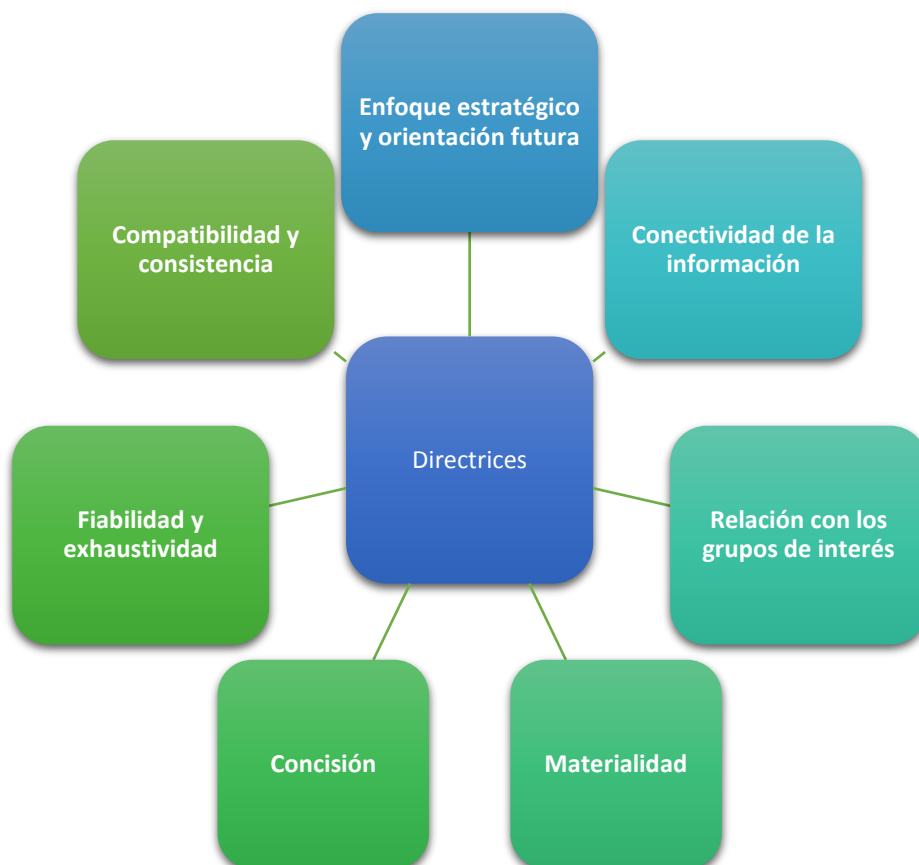 Enfoque estratégico
y orientación futura
Compatibilidad y
consistencia
Conectividad de la
información
Directrices
Fiabilidad y
exhaustividad
Relación con los
grupos de interés
Concisión
Materialidad